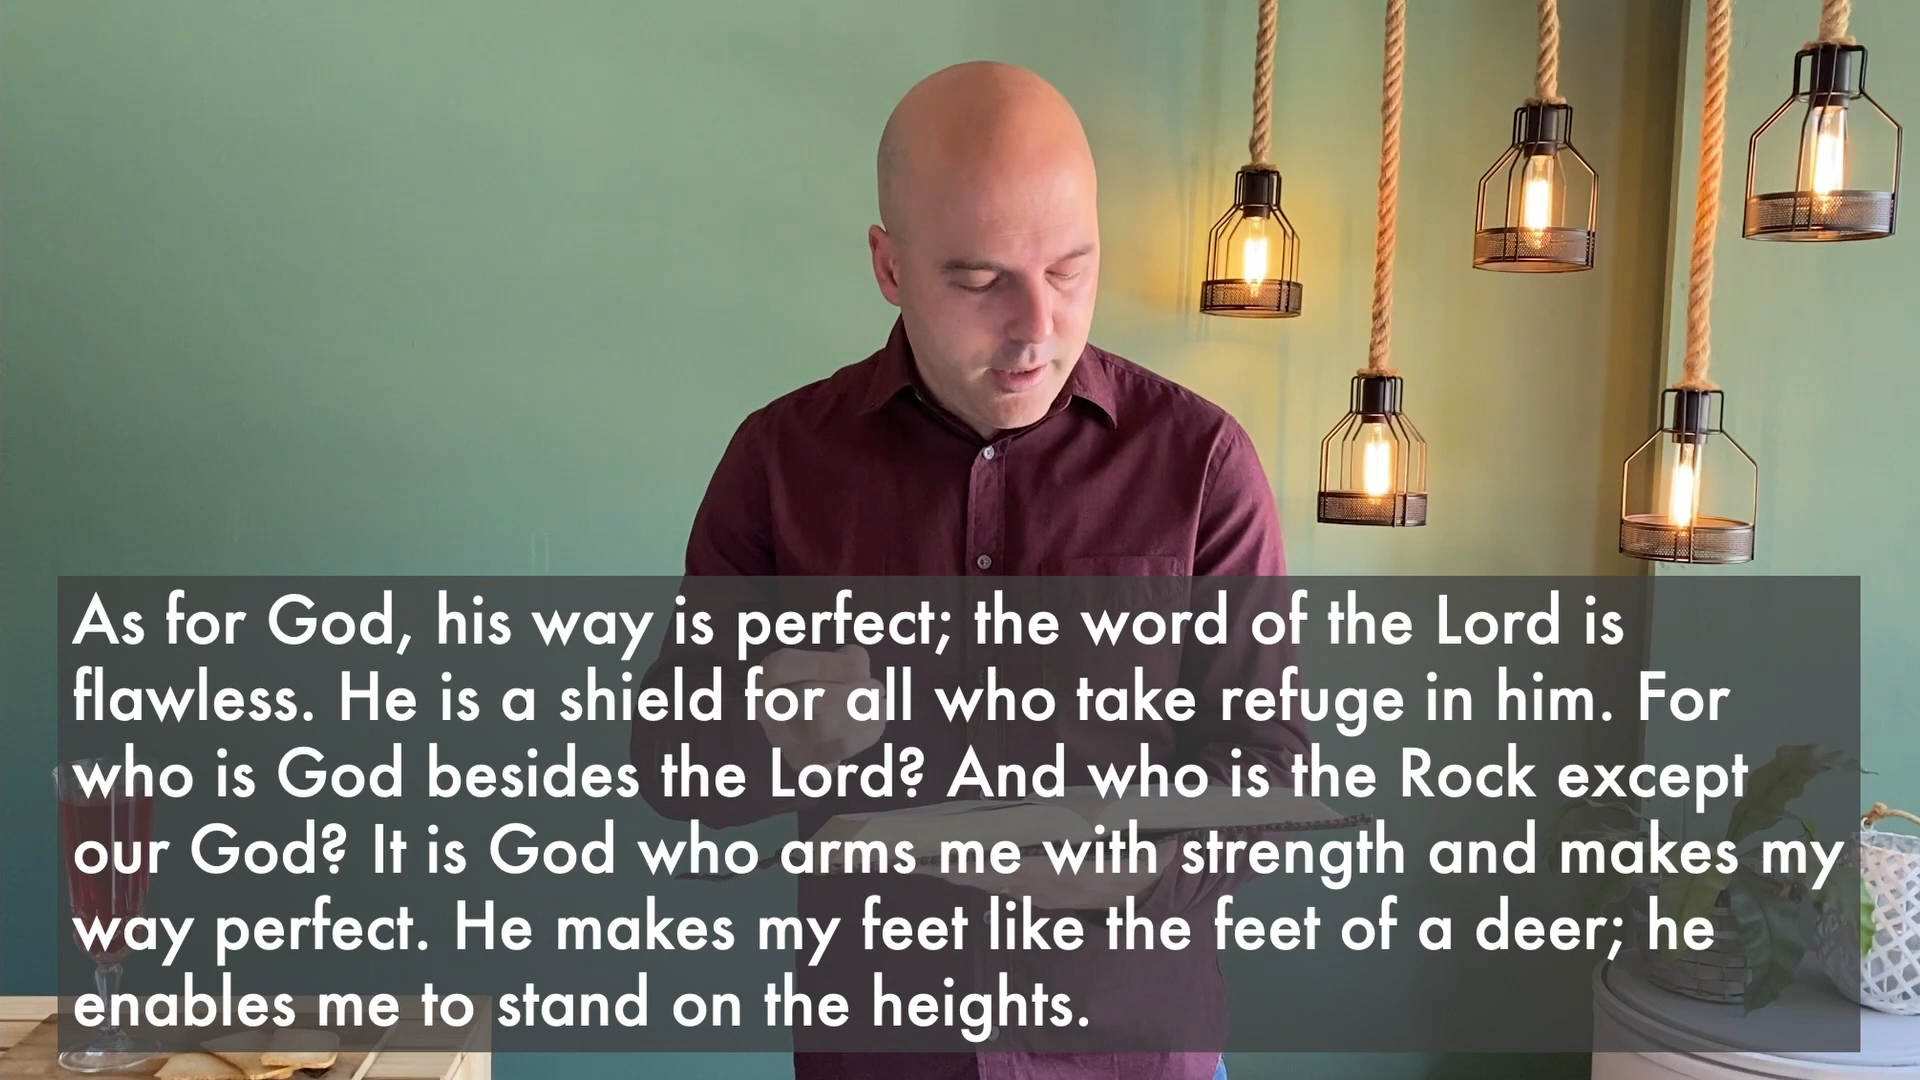 As for God, his way is perfect; the word of the Lord is
flawless. He is a shield for all who take refuge in him. For
who is God besides the Lord? And who is the Rock except
our God? It is God who arms me with strength and makes my
way perfect. He makes my feet like the feet of a deer; he
enables me to stand on the heights.